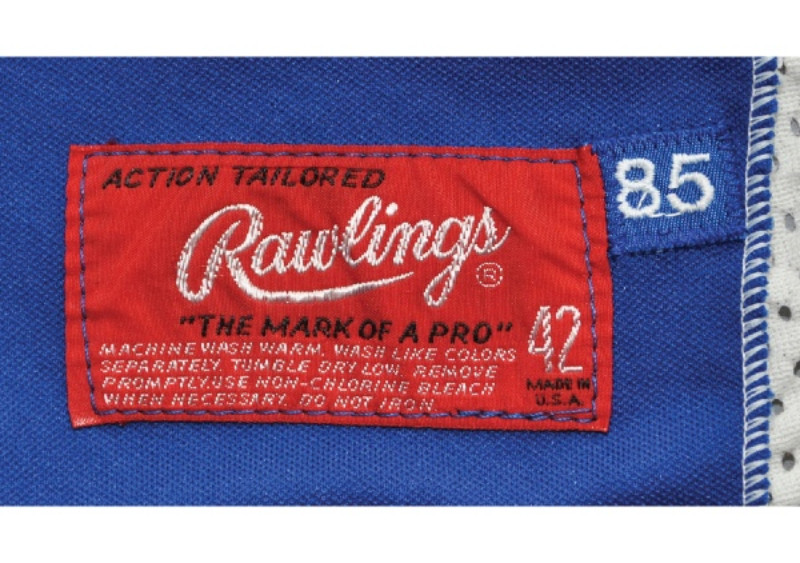 ACTION TAILORED
85
Rawlings ®
"THE MARK OF A PRO"
42
MACHINE WASH WARM, WASH LIKE COLORS
SEPARATELY, TUMBLE DRY LOW, REMOVE
PROMPTLY.USE NON-CHLORINE BLEACH
WHEN NECESSARY. DO NOT IRON.
MADE IN
U.S.A.